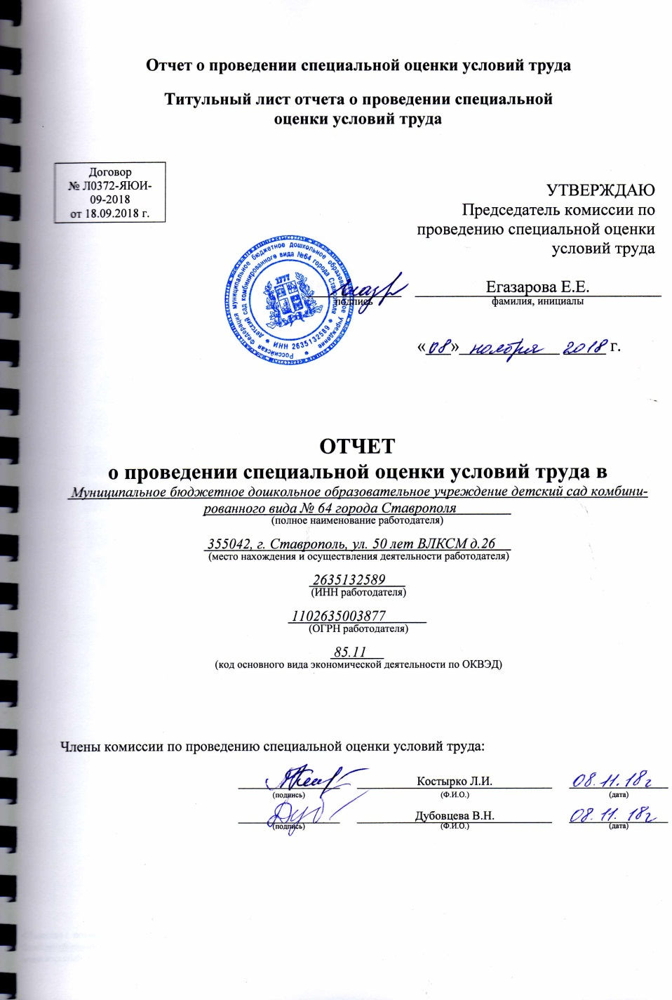 Отчет о проведении специальной оценки условий труда
Титульный лист отчета о проведении специальной
оценки условий труда
Договор
№ Л0372-ЯЮИ-
09-2018
от 18.09.2018 г.
УТВЕРЖДАЮ
Председатель комиссии по
проведению специальной оценки
условий труда
Российская Федерация муниципальное бюджетное дошкольное образовательное учреждение
детский сад комбинированного вида №64 города Ставрополя
ИНН 2635132589
1777
Егазарова Е.Е.
подпись фамилия, инициалы
«08» ноября 2018 г.
ОТЧЕТ
о проведении специальной оценки условий труда в
Муниципальное бюджетное дошкольное образовательное учреждение детский сад комбини-
рованного вида № 64 города Ставрополя
(полное наименование работодателя)
355042, г. Ставрополь, ул. 50 лет ВЛКСМ д.26
(место нахождения и осуществления деятельности работодателя)
2635132589
(ИНН работодателя)
1102635003877
(ОГРН работодателя)
85.11
(код основного вида экономической деятельности по ОКВЭД)
Члены комиссии по проведению специальной оценки условий труда:
Костырко Л.И. 08.11.18г
(подпись) (Ф.И.О.) (дата)
Дубовцева В.Н. 08.11.18г
(подпись) (Ф.И.О.) (дата)